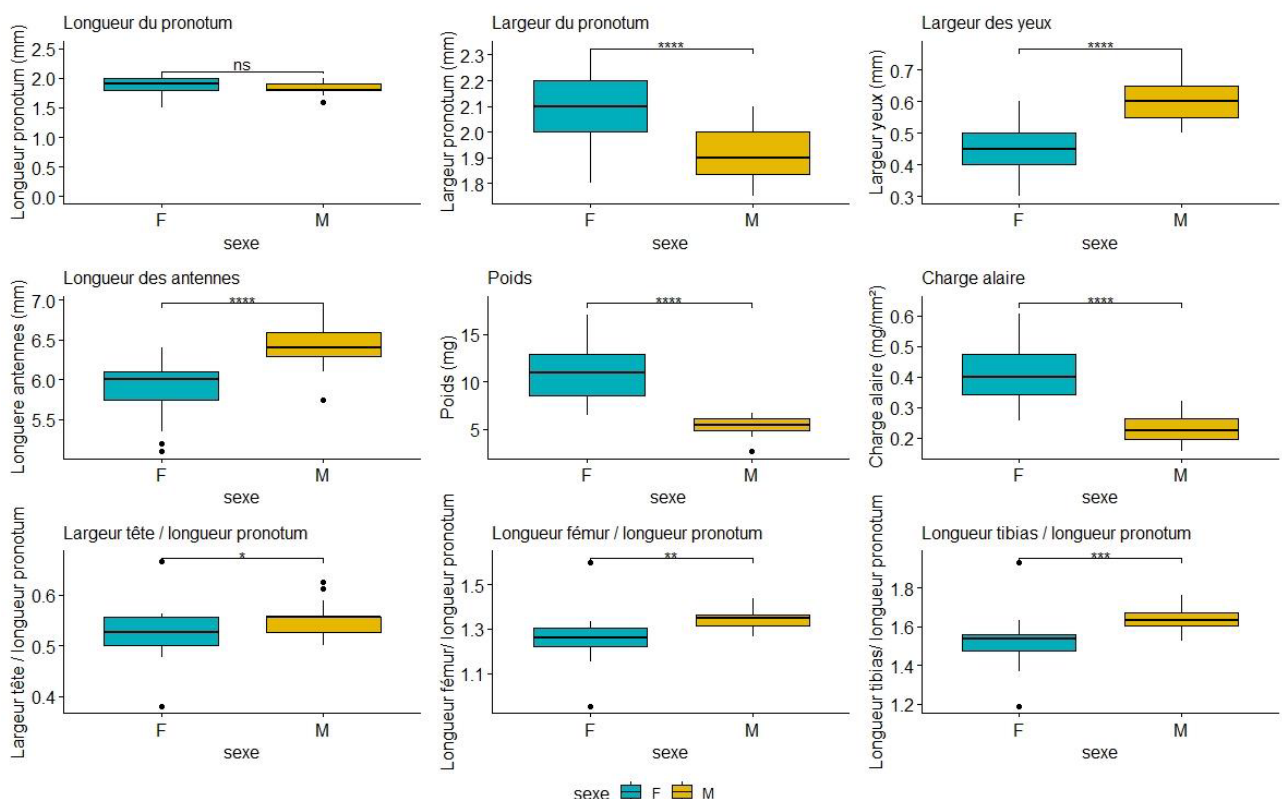 Longueur du pronotum
Longueur pronotum (mm)
2.5
2.0
1.5
1.0
0.5
0.0
ns
F M
sexe
Largeur du pronotum
Largeur pronotum (mm)
2.3
2.2
2.1
2.0
1.9
1.8
****
F M
sexe
Largeur des yeux
Largeur yeux (mm)
0.7
0.6
0.5
0.4
0.3
****
F M
sexe
Longueur des antennes
Longuere antennes (mm)
7.0
6.5
6.0
5.5
****
F M
sexe
Poids
Poids (mg)
15
10
5
****
F M
sexe
Charge alaire
Charge alaire (mg/mm²)
0.6
0.5
0.4
0.3
0.2
****
F M
sexe
Largeur tête / longueur pronotum
Largeur tête / longueur pronotum
0.6
0.5
0.4
*
F M
sexe
Longueur fémur / longueur pronotum
Longueur fémur/ longueur pronotum
1.5
1.3
1.1
**
F M
sexe
Longueur tibias / longueur pronotum
Longueur tibias/ longueur pronotum
1.8
1.6
1.4
1.2
***
F M
sexe
sexe F M